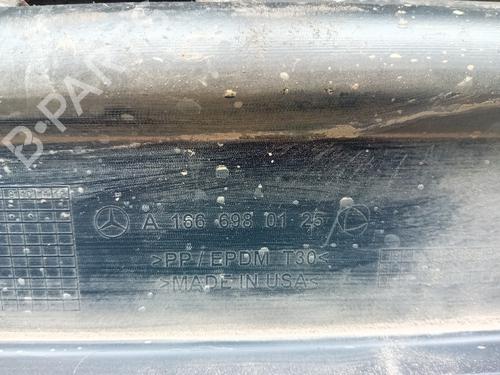 B-PARTS
A 166 698 01 25
>PP/EPDM T30<
>MADE IN USA<